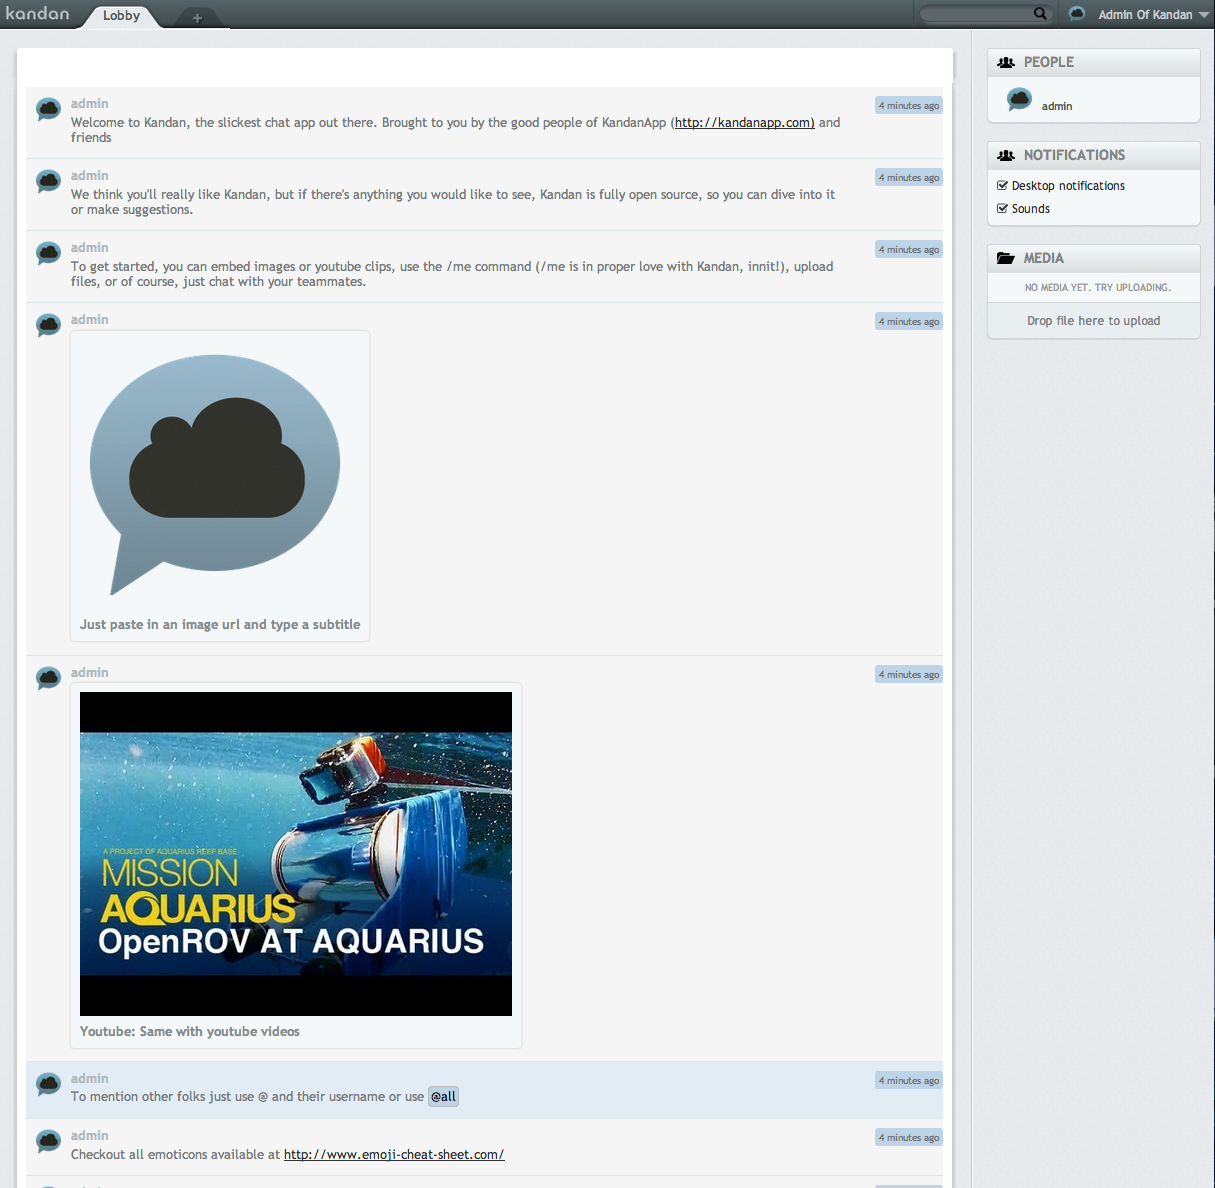 kandan
Lobby
+
Admin Of Kandan
admin
4 minutes ago
Welcome to Kandan, the slickest chat app out there. Brought to you by the good people of KandanApp (http://kandanapp.com) and
friends
admin
4 minutes ago
We think you'll really like Kandan, but if there's anything you would like to see, Kandan is fully open source, so you can dive into it
or make suggestions.
admin
4 minutes ago
To get started, you can embed images or youtube clips, use the /me command (/me is in proper love with Kandan, innit!), upload
files, or of course, just chat with your teammates.
admin
4 minutes ago
Just paste in an image url and type a subtitle
admin
4 minutes ago
A PROJECT OF AQUARIUS REEF BASE
MISSION
AQUARIUS
OpenROV AT AQUARIUS
Youtube: Same with youtube videos
admin
4 minutes ago
To mention other folks just use @ and their username or use @all
admin
4 minutes ago
Checkout all emoticons available at http://www.emoji-cheat-sheet.com/
PEOPLE
admin
NOTIFICATIONS
Desktop notifications
Sounds
MEDIA
NO MEDIA YET. TRY UPLOADING.
Drop file here to upload